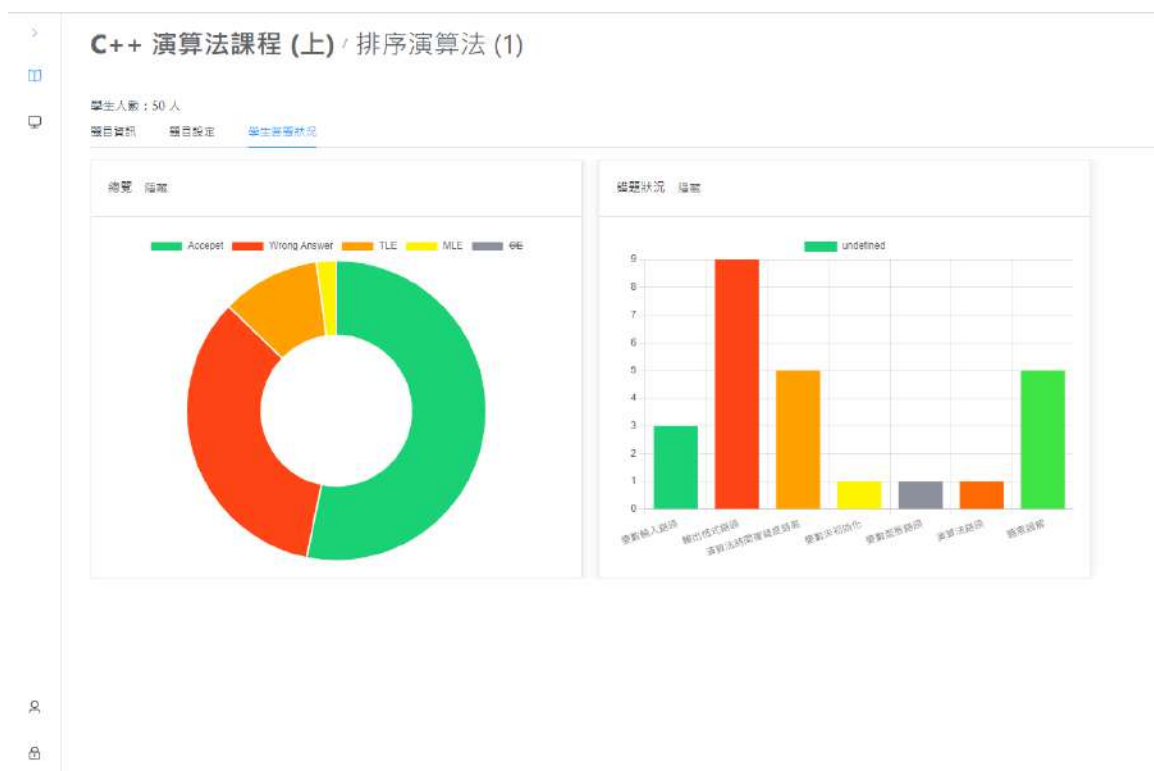 C++ 演算法課程 (上) / 排序演算法 (1)
學生人數：50 人
題目資訊 題目設定 學生答題狀況
總覽 隱藏
Accepet Wrong Answer TLE MLE CE
錯題狀況 隱藏
undefined
9
8
7
6
5
4
3
2
1
0
變數輸入錯誤 輸出格式錯誤 演算法時間複雜度過高 變數未初始化 變數型態錯誤 演算法錯誤 題意誤解